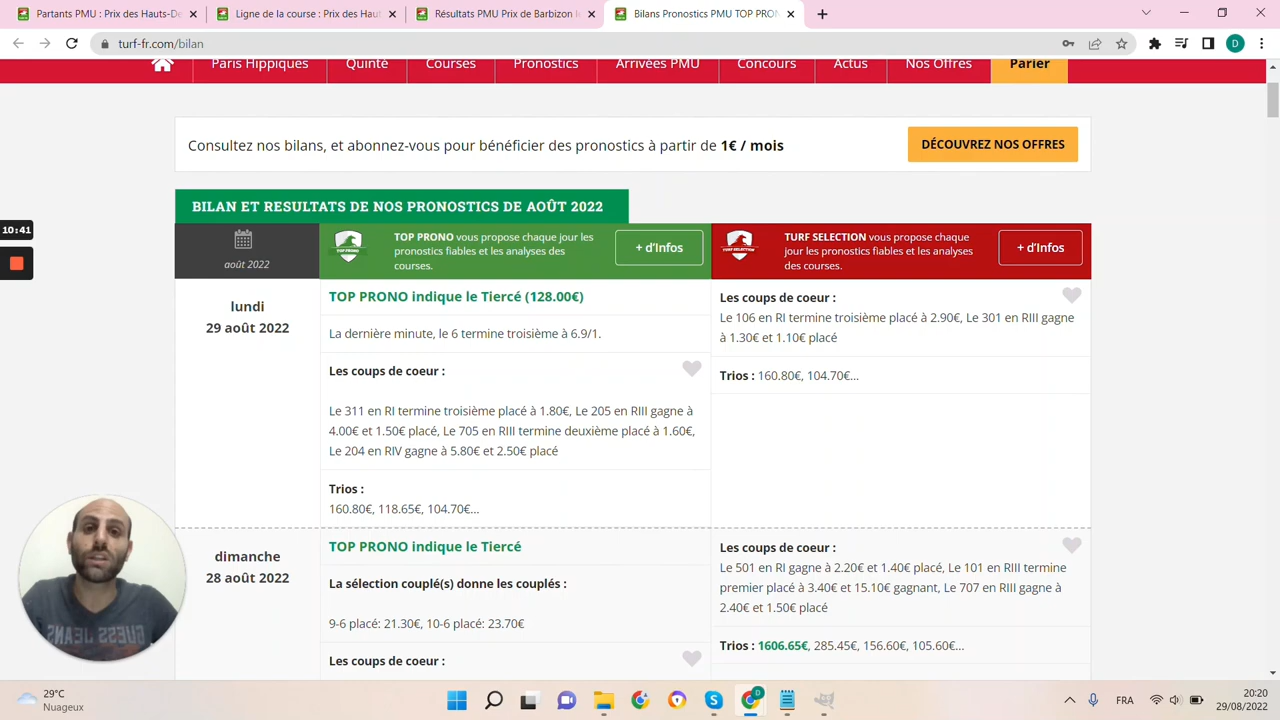 Partants PMU : Prix des Hauts-De
Ligne de la course : Prix des Haut
Résultats PMU Prix de Barbizon le
Bilans Pronostics PMU TOP PRON
turf-fr.com/bilan
D
Paris Hippiques
Quinté
Courses
Pronostics
Arrivées PMU
Concours
Actus
Nos Offres
Parier
Consultez nos bilans, et abonnez-vous pour bénéficier des pronostics à partir de 1€ / mois
DÉCOUVREZ NOS OFFRES
10:41
BILAN ET RESULTATS DE NOS PRONOSTICS DE AOÛT 2022
août 2022
TOP PRONO
TOP PRONO vous propose chaque jour les
pronostics fiables et les analyses des
courses.
+ d'Infos
TURF SELECTION
TURF SELECTION vous propose chaque
jour les pronostics fiables et les analyses
des courses.
+ d'Infos
lundi
29 août 2022
TOP PRONO indique le Tiercé (128.00€)
La dernière minute, le 6 termine troisième à 6.9/1.
Les coups de coeur :
Le 311 en RI termine troisième placé à 1.80€, Le 205 en RIII gagne à
4.00€ et 1.50€ placé, Le 705 en RIII termine deuxième placé à 1.60€,
Le 204 en RIV gagne à 5.80€ et 2.50€ placé
Trios :
160.80€, 118.65€, 104.70€...
Les coups de coeur :
Le 106 en RI termine troisième placé à 2.90€, Le 301 en RIII gagne
à 1.30€ et 1.10€ placé
Trios : 160.80€, 104.70€...
dimanche
28 août 2022
TOP PRONO indique le Tiercé
La sélection couplé(s) donne les couplés :
9-6 placé: 21.30€, 10-6 placé: 23.70€
Les coups de coeur :
Les coups de coeur :
Le 501 en RI gagne à 2.20€ et 1.40€ placé, Le 101 en RIII termine
premier placé à 3.40€ et 15.10€ gagnant, Le 707 en RIII gagne à
2.40€ et 1.50€ placé
Trios : 1606.65€, 285.45€, 156.60€, 105.60€...
GUESS JEANS
29°C
Nuageux
D
FRA
20:20
29/08/2022